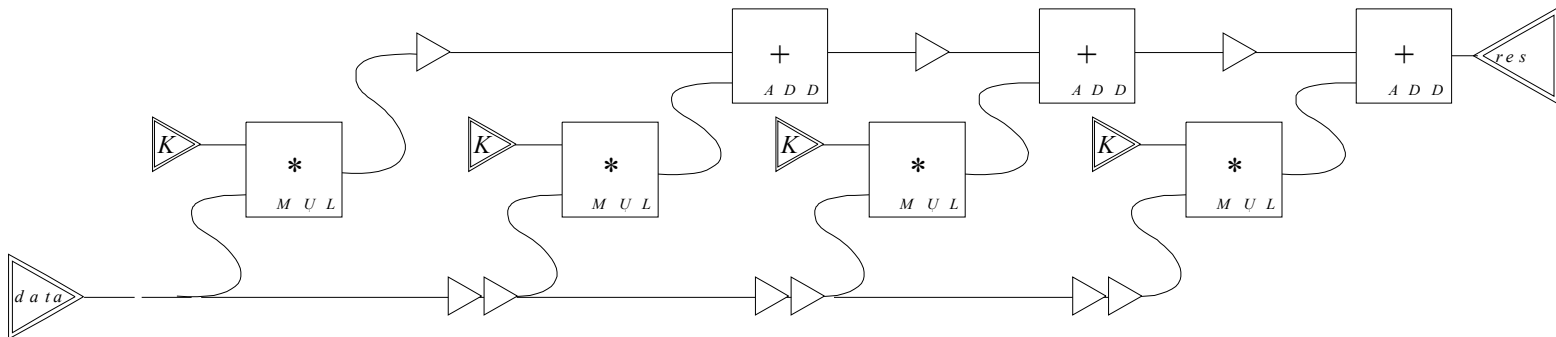 + + + res
ADD ADD ADD
K K K K
* * * *
MUL MUL MUL MUL
data